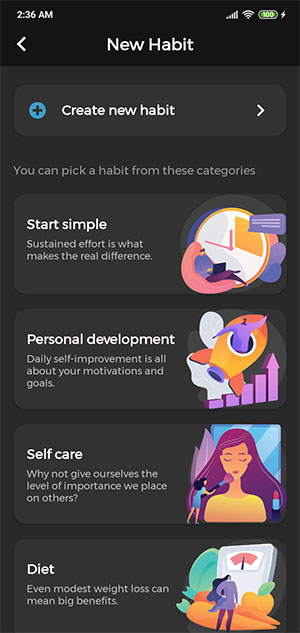 2:36 AM
100
New Habit
Create new habit
You can pick a habit from these categories
Start simple
Sustained effort is what
makes the real difference.
Personal development
Daily self-improvement is all
about your motivations and
goals.
Self care
Why not give ourselves the
level of importance we place
on others?
Diet
Even modest weight loss can
mean big benefits.